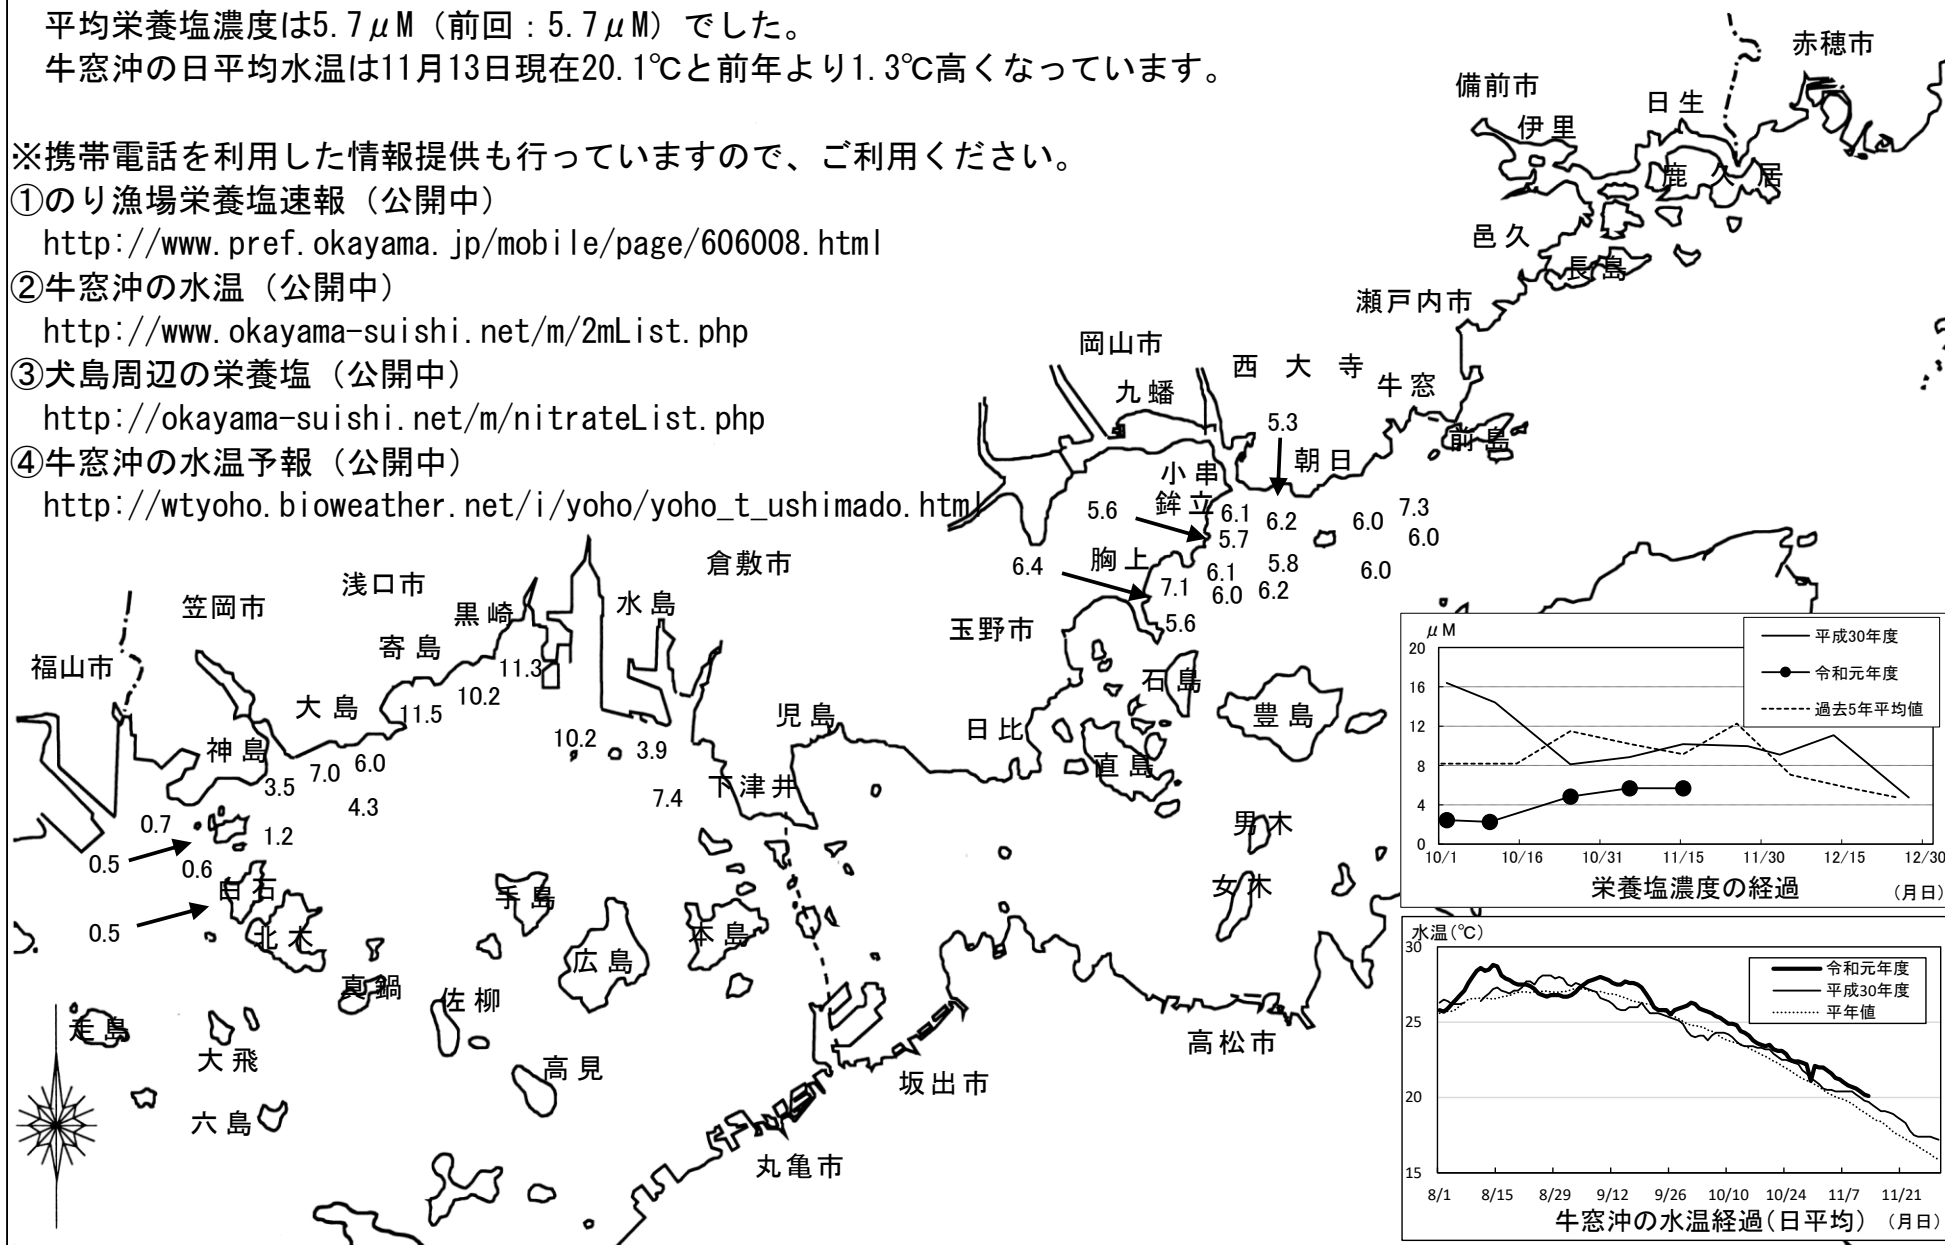 平均栄養塩濃度は5.7μM（前回：5.7μM）でした。
牛窓沖の日平均水温は11月13日現在20.1℃と前年より1.3℃高くなっています。
※携帯電話を利用した情報提供も行っていますので、ご利用ください。
①のり漁場栄養塩速報（公開中）
http://www.pref.okayama.jp/mobile/page/606008.html
②牛窓沖の水温（公開中）
http://www.okayama-suishi.net/m/2mList.php
③犬島周辺の栄養塩（公開中）
http://okayama-suishi.net/m/nitrateList.php
④牛窓沖の水温予報（公開中）
http://wtyoho.bioweather.net/i/yoho/yoho_t_ushimado.html
赤穂市
備前市
日生
伊里
鹿久居
邑久
長島
瀬戸内市
岡山市
西大寺
九蟠
牛窓
前島
5.3
朝日
小串
鉾立
5.6
6.1
6.2
6.0
7.3
5.7
6.0
6.4
胸上
6.1
5.8
6.0
7.1
6.0
6.2
5.6
倉敷市
浅口市
笠岡市
黒崎
水島
玉野市
寄島
福山市
11.3
10.2
石島
大島
11.5
児島
日比
豊島
神島
10.2
3.9
7.0
6.0
直島
3.5
下津井
7.4
4.3
0.7
1.2
男木
0.5
0.6
白石
手島
女木
0.5
北木
本島
広島
真鍋
佐柳
走島
大飛
高松市
高見
坂出市
六島
丸亀市
μM
20
16
12
8
4
0
平成30年度
令和元年度
過去5年平均値
10/1 10/16 10/31 11/15 11/30 12/15 12/30
栄養塩濃度の経過 （月日）
水温(℃)
30
25
20
15
令和元年度
平成30年度
平年値
8/1 8/15 8/29 9/12 9/26 10/10 10/24 11/7 11/21
牛窓沖の水温経過(日平均) （月日）